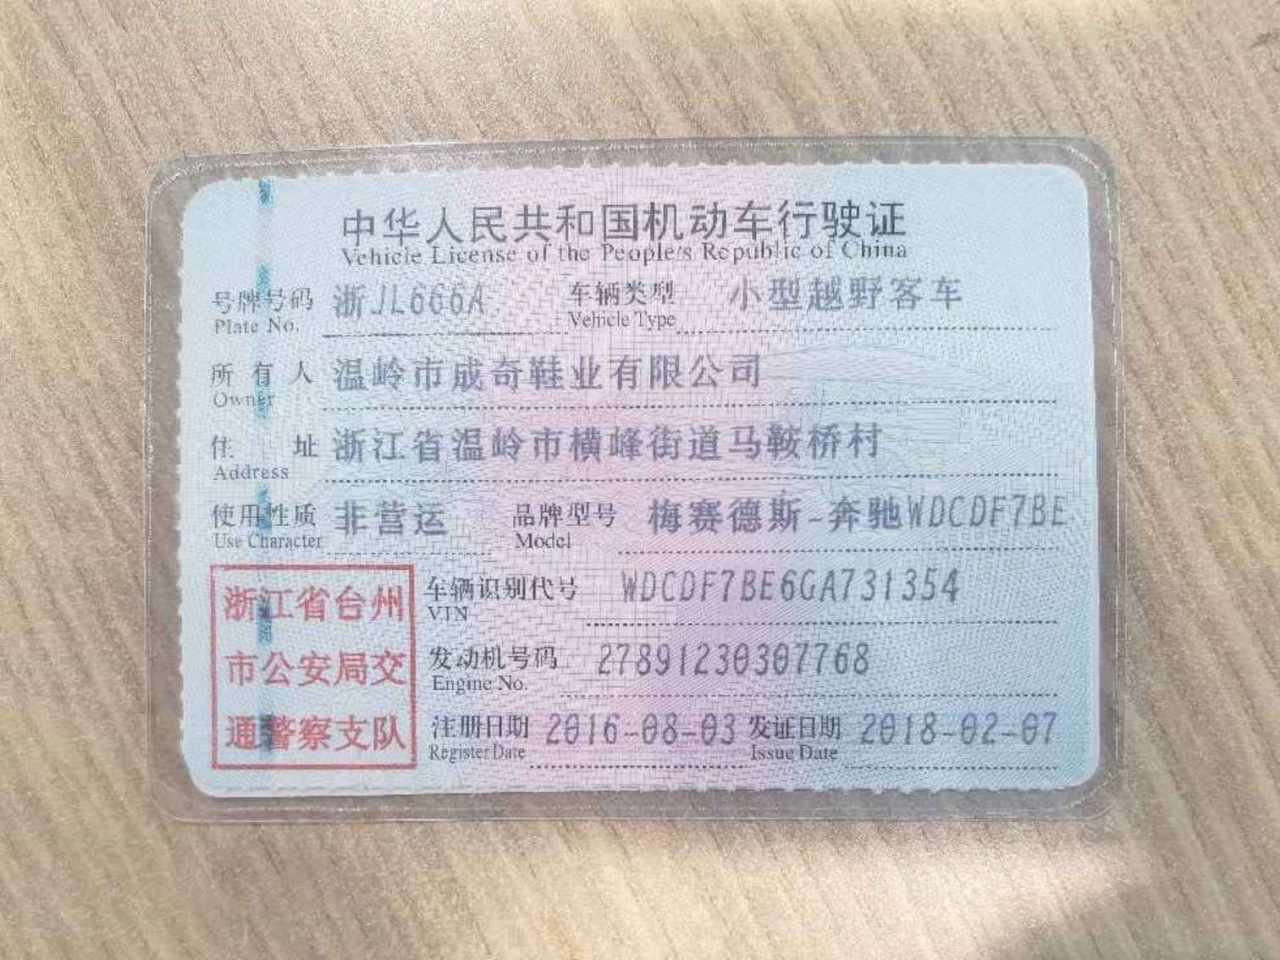 中华人民共和国机动车行驶证
Vehicle License of the People's Republic of China
号牌号码 浙JL666A 车辆类型 小型越野客车
Plate No. Vehicle Type
所有人 温岭市成奇鞋业有限公司
Owner
住址 浙江省温岭市横峰街道马鞍桥村
Address
使用性质 非营运 品牌型号 梅赛德斯-奔驰WDCDF7BE
Use Character Model
浙江省台州
市公安局交
通警察支队
车辆识别代号 WDCDF7BE6GA731354
VIN
发动机号码 27891230307768
Engine No.
注册日期 2016-08-03 发证日期 2018-02-07
Register Date Issue Date